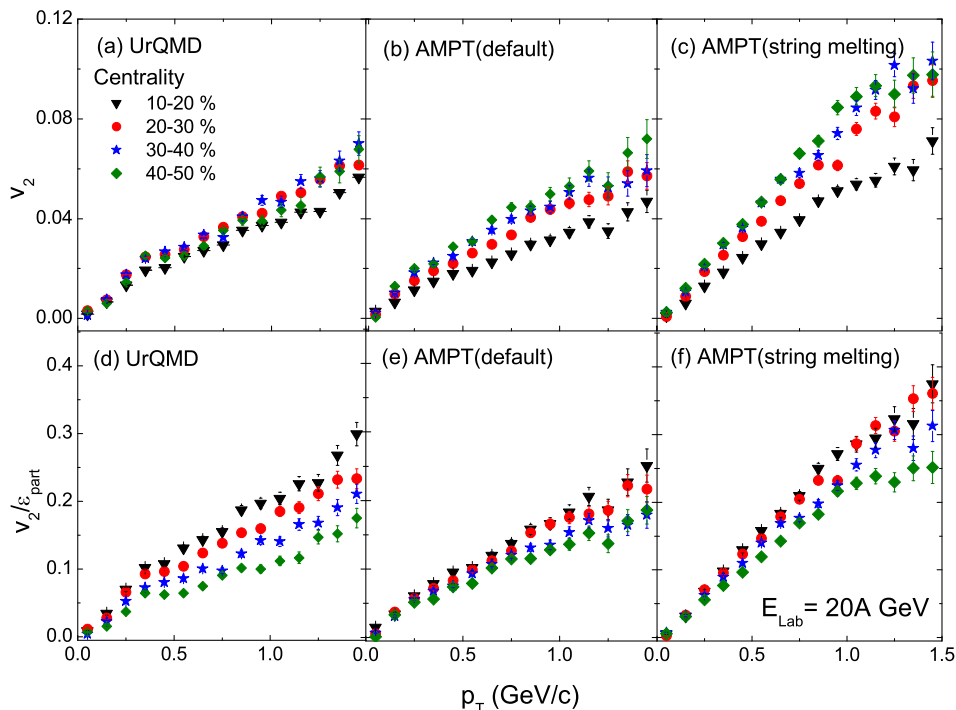 0.12
(a) UrQMD
(b) AMPT(default)
(c) AMPT(string melting)
Centrality
10-20 %
20-30 %
30-40 %
40-50 %
0.08
v2
0.04
0.00
(d) UrQMD
(e) AMPT(default)
(f) AMPT(string melting)
0.4
0.3
v2/εpart
0.2
0.1
ELab= 20A GeV
0.0
0.0 0.5 1.0 0.0 0.5 1.0 0.0 0.5 1.0 1.5
pT (GeV/c)